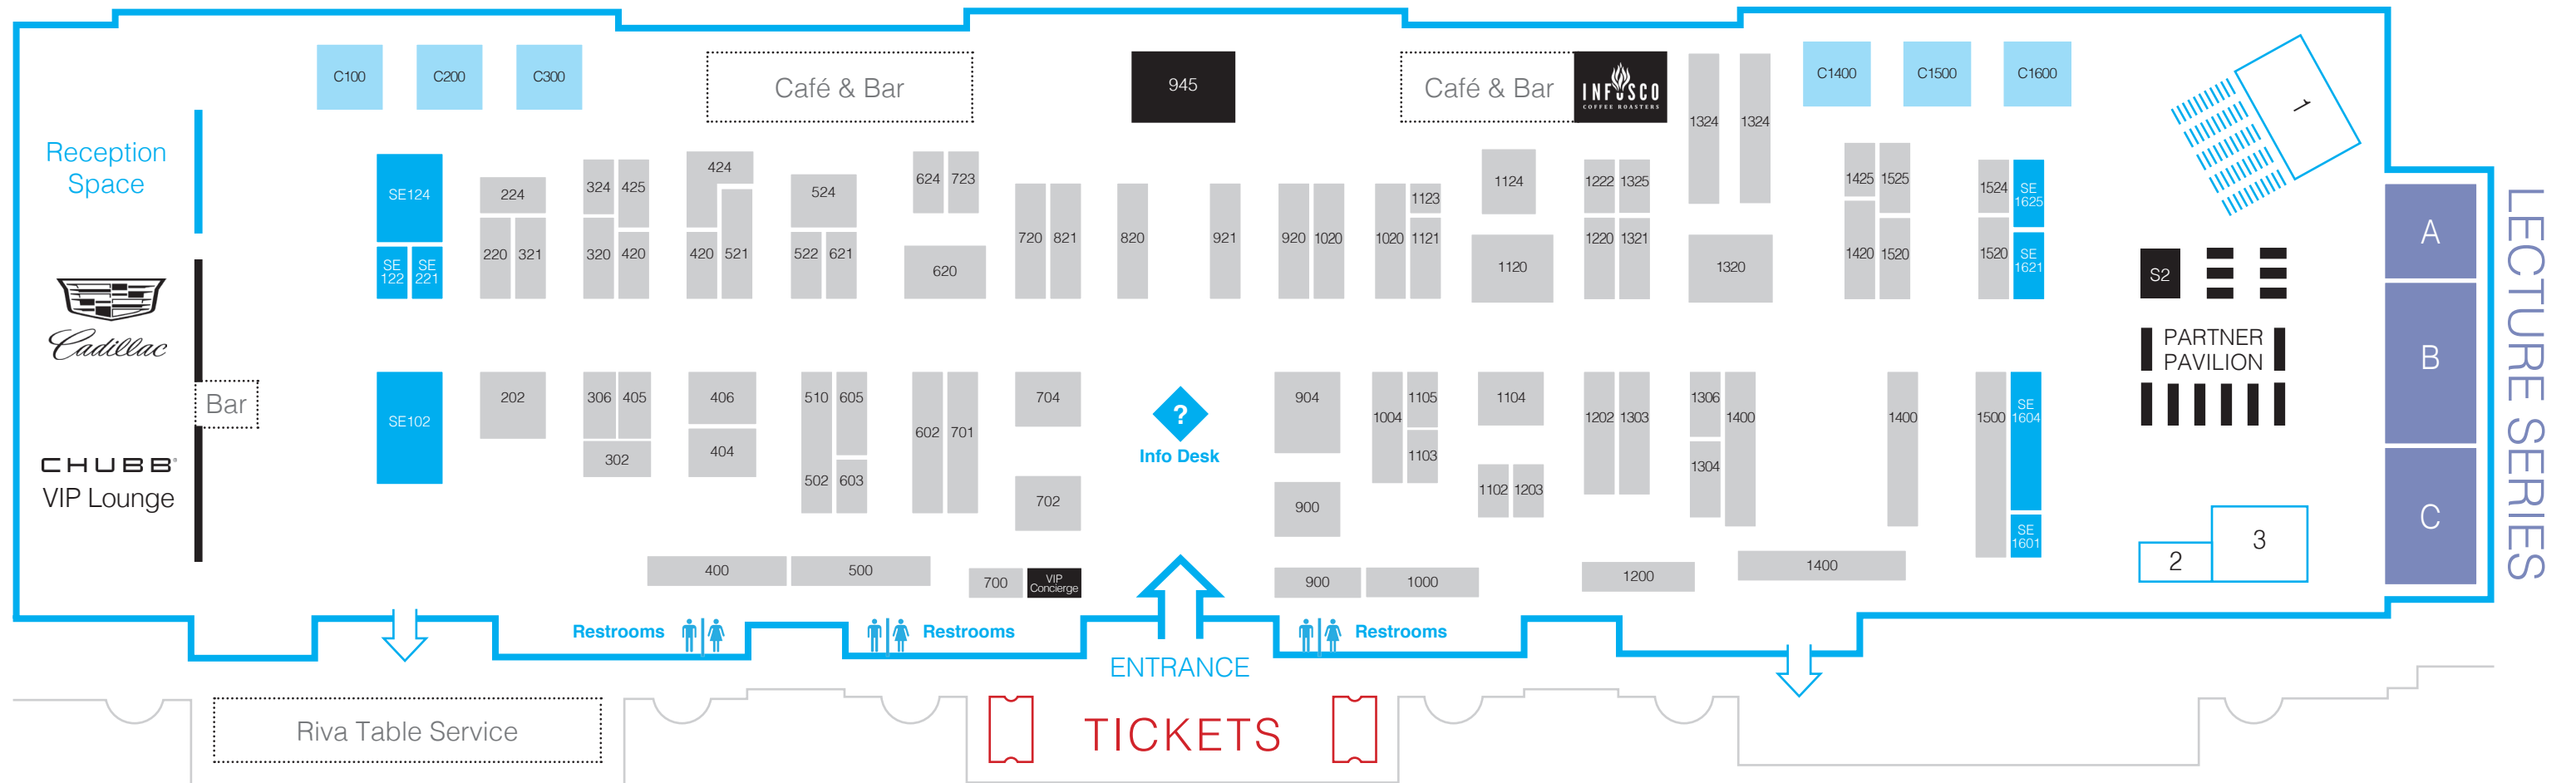 C100
C200
C300
Café & Bar
945
Café & Bar
INFUSCO
COFFEE ROASTERS
1324
1324
C1400
C1500
C1600
1
Reception
Space
SE124
SE
122
SE
221
224
220
321
324
425
320
420
424
420
521
524
522
621
624
723
620
720
821
820
921
920
1020
1020
1123
1121
1124
1120
1222
1325
1220
1321
1320
1425
1525
1420
1520
1524
1520
SE
1625
SE
1621
S2
A
B
C
LECTURE SERIES
Cadillac
Bar
CHUBB®
VIP Lounge
SE102
202
306
405
302
406
404
510
605
502
603
602
701
704
702
?
Info Desk
904
900
1004
1105
1103
1104
1102
1203
1202
1303
1306
1304
1400
1400
1500
SE
1604
SE
1601
PARTNER
PAVILION
2
3
400
500
700
VIP
Concierge
900
1000
1200
1400
Restrooms
Restrooms
Restrooms
ENTRANCE
Riva Table Service
TICKETS